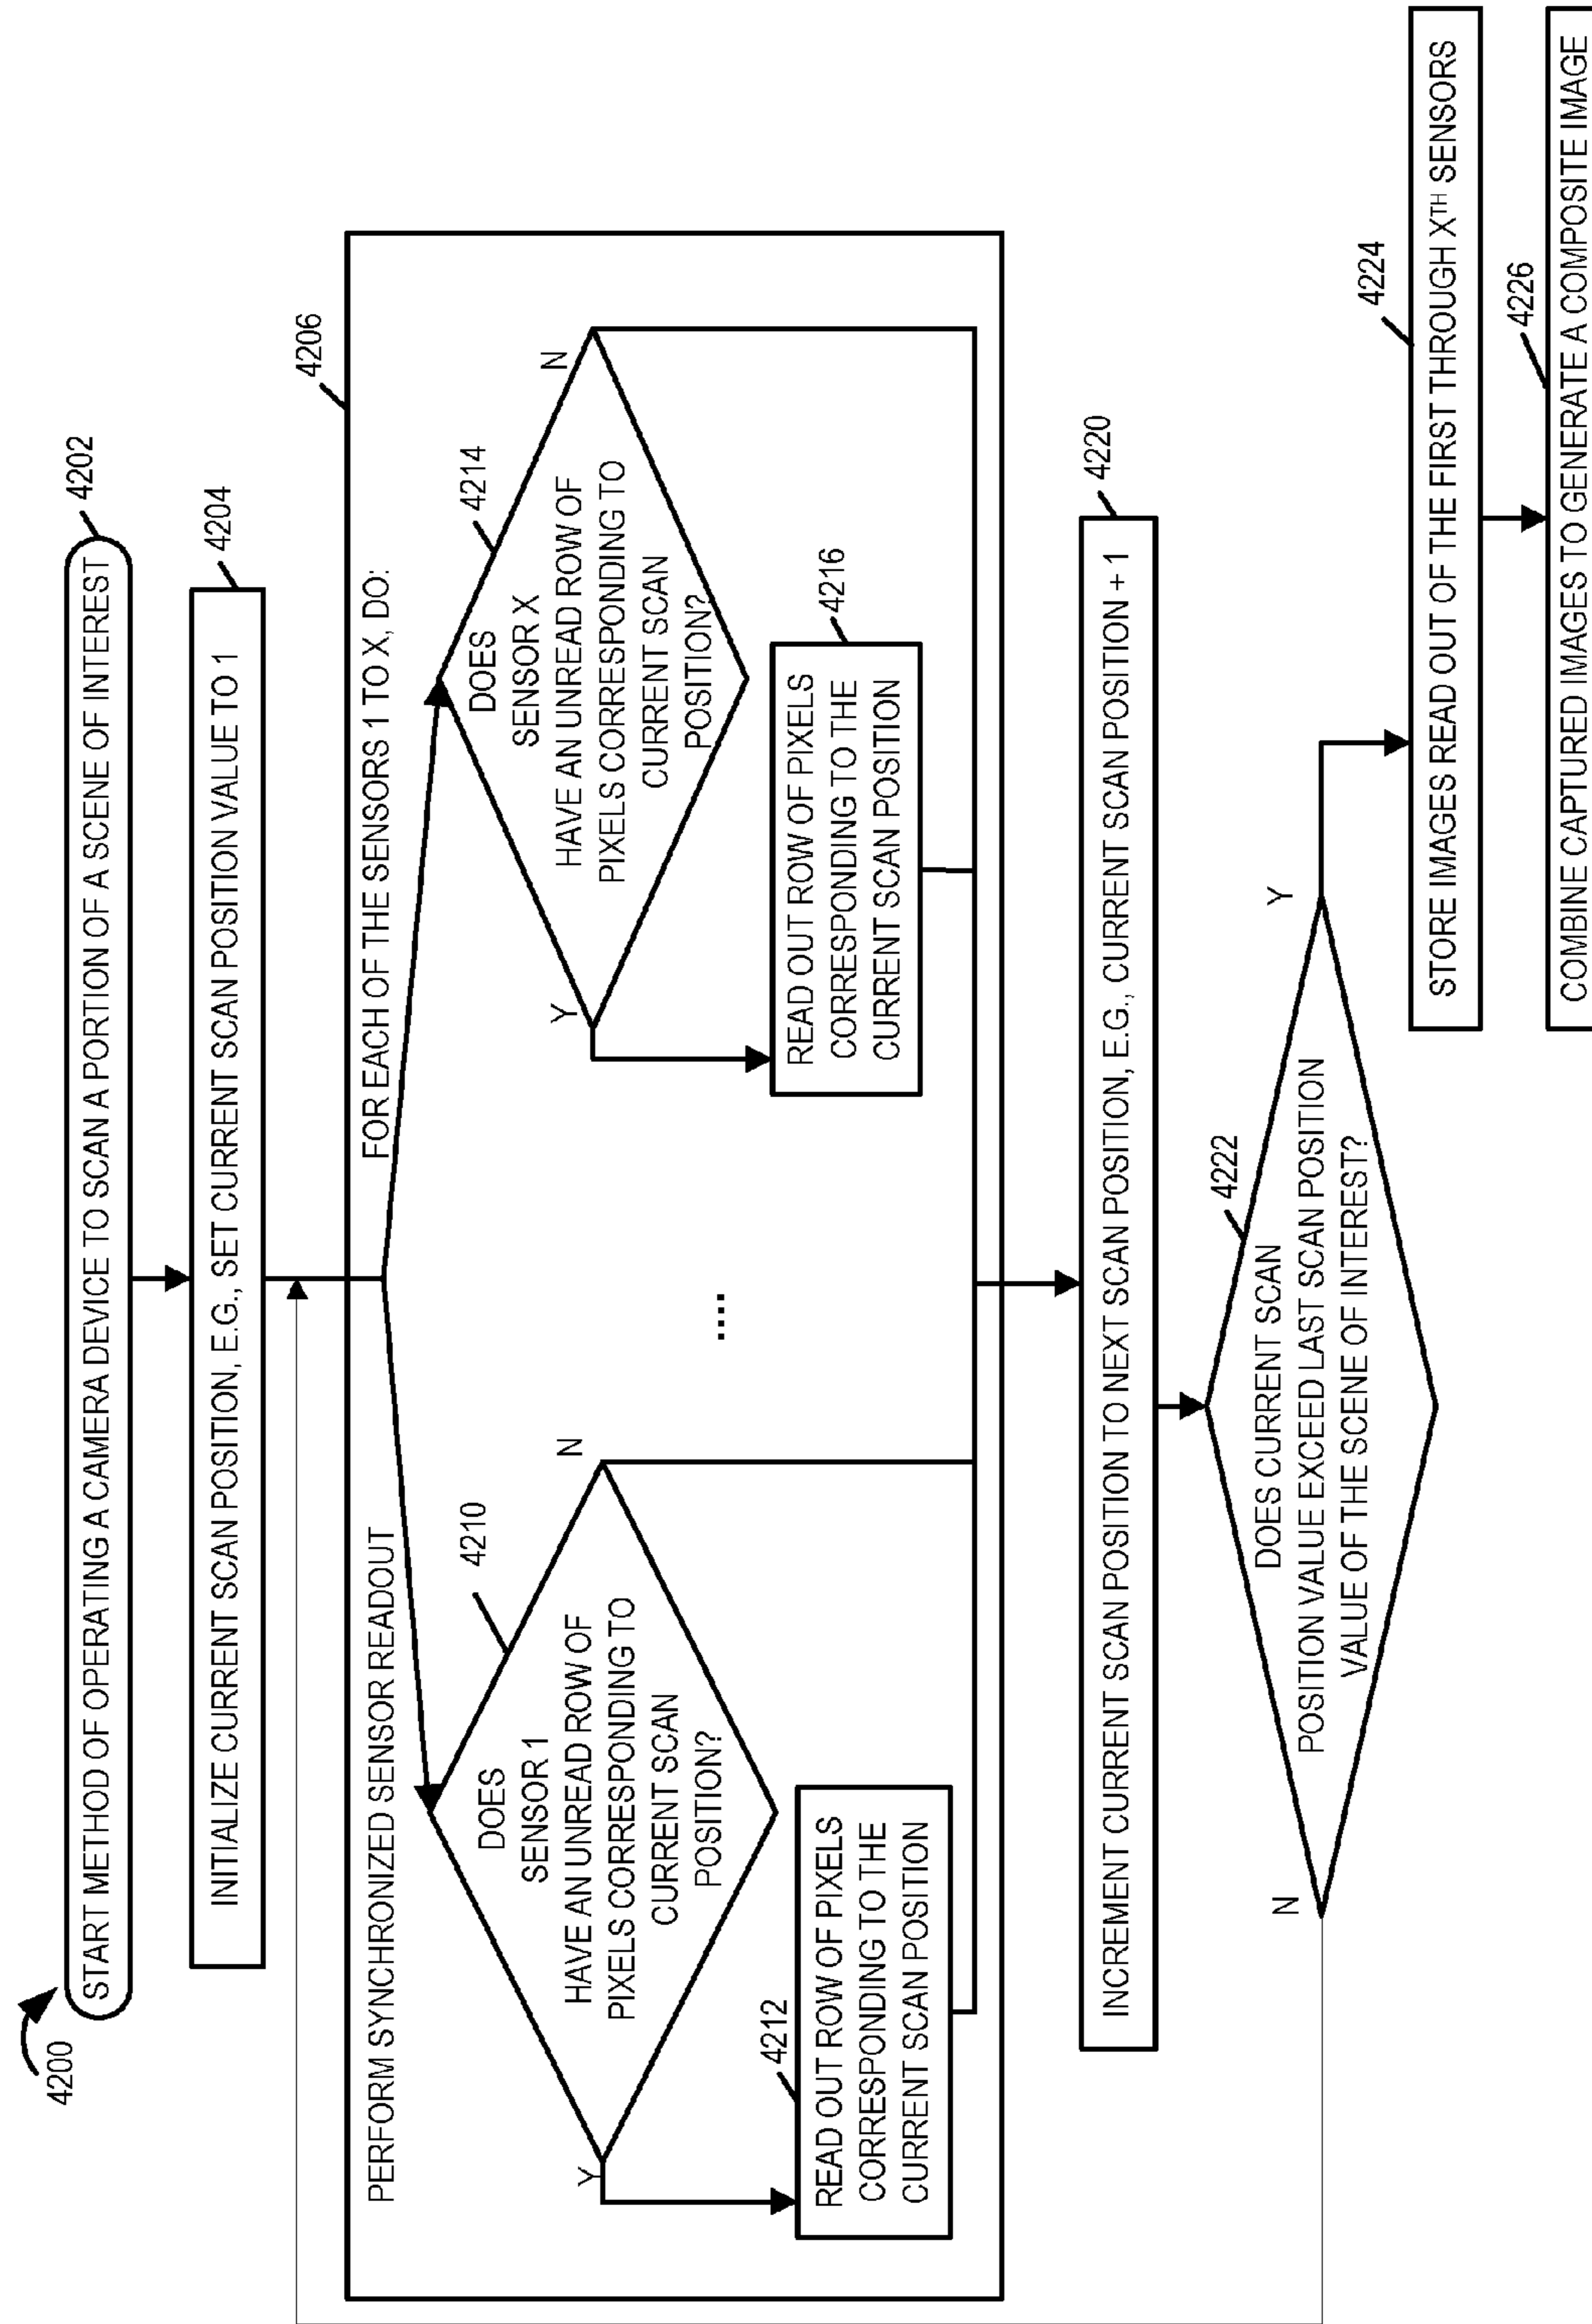 4200
START METHOD OF OPERATING A CAMERA DEVICE TO SCAN A PORTION OF A SCENE OF INTEREST
4202
INITIALIZE CURRENT SCAN POSITION, E.G., SET CURRENT SCAN POSITION VALUE TO 1
4204
4206
PERFORM SYNCHRONIZED SENSOR READOUT
FOR EACH OF THE SENSORS 1 TO X, DO:
4210
DOES
SENSOR 1
HAVE AN UNREAD ROW OF
PIXELS CORRESPONDING TO
CURRENT SCAN
POSITION?
Y
N
4212
READ OUT ROW OF PIXELS
CORRESPONDING TO THE
CURRENT SCAN POSITION
....
4214
DOES
SENSOR X
HAVE AN UNREAD ROW OF
PIXELS CORRESPONDING TO
CURRENT SCAN
POSITION?
Y
N
4216
READ OUT ROW OF PIXELS
CORRESPONDING TO THE
CURRENT SCAN POSITION
4220
INCREMENT CURRENT SCAN POSITION TO NEXT SCAN POSITION, E.G., CURRENT SCAN POSITION + 1
4222
DOES CURRENT SCAN
POSITION VALUE EXCEED LAST SCAN POSITION
VALUE OF THE SCENE OF INTEREST?
N
Y
4224
STORE IMAGES READ OUT OF THE FIRST THROUGH XTH SENSORS
4226
COMBINE CAPTURED IMAGES TO GENERATE A COMPOSITE IMAGE